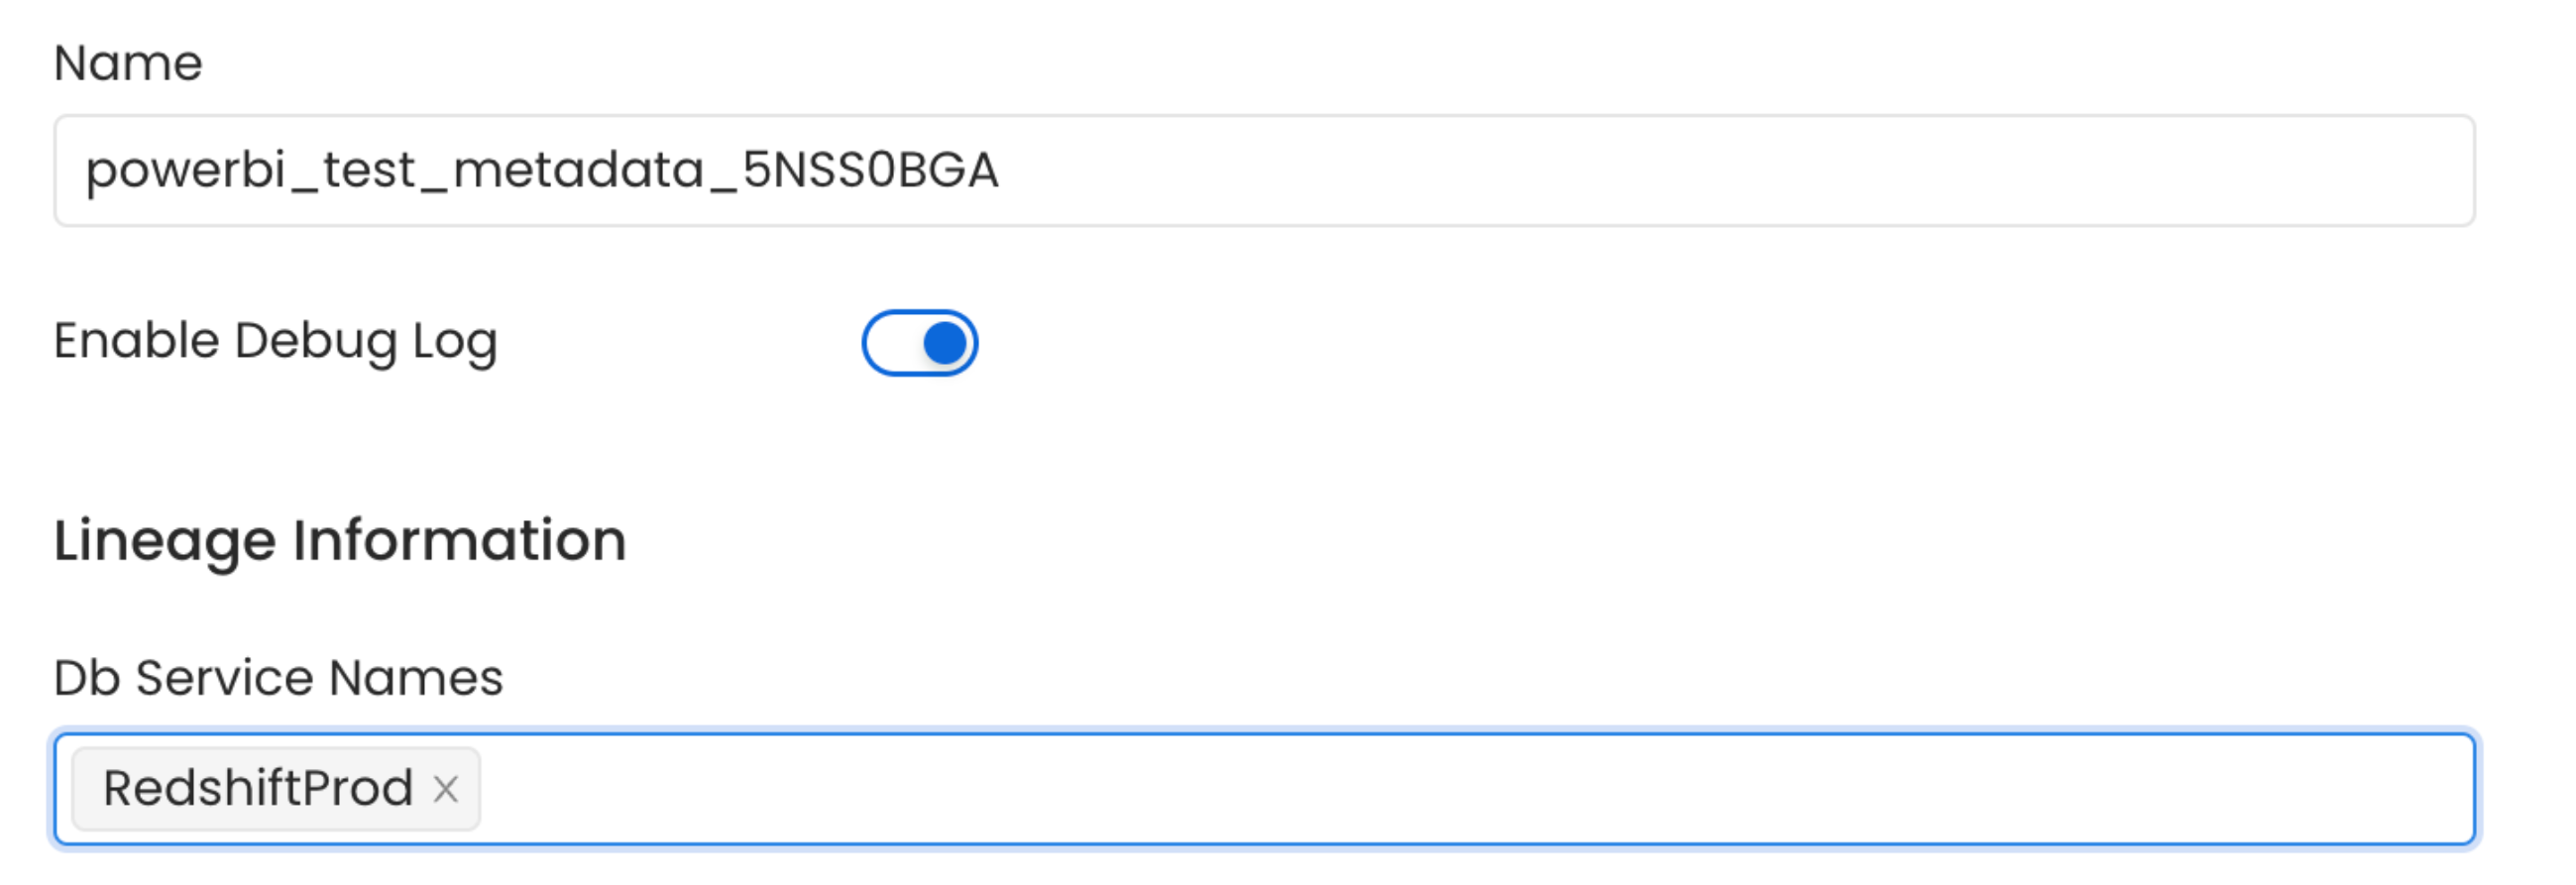 Name
powerbi_test_metadata_5NSS0BGA
Enable Debug Log
Lineage Information
Db Service Names
RedshiftProd